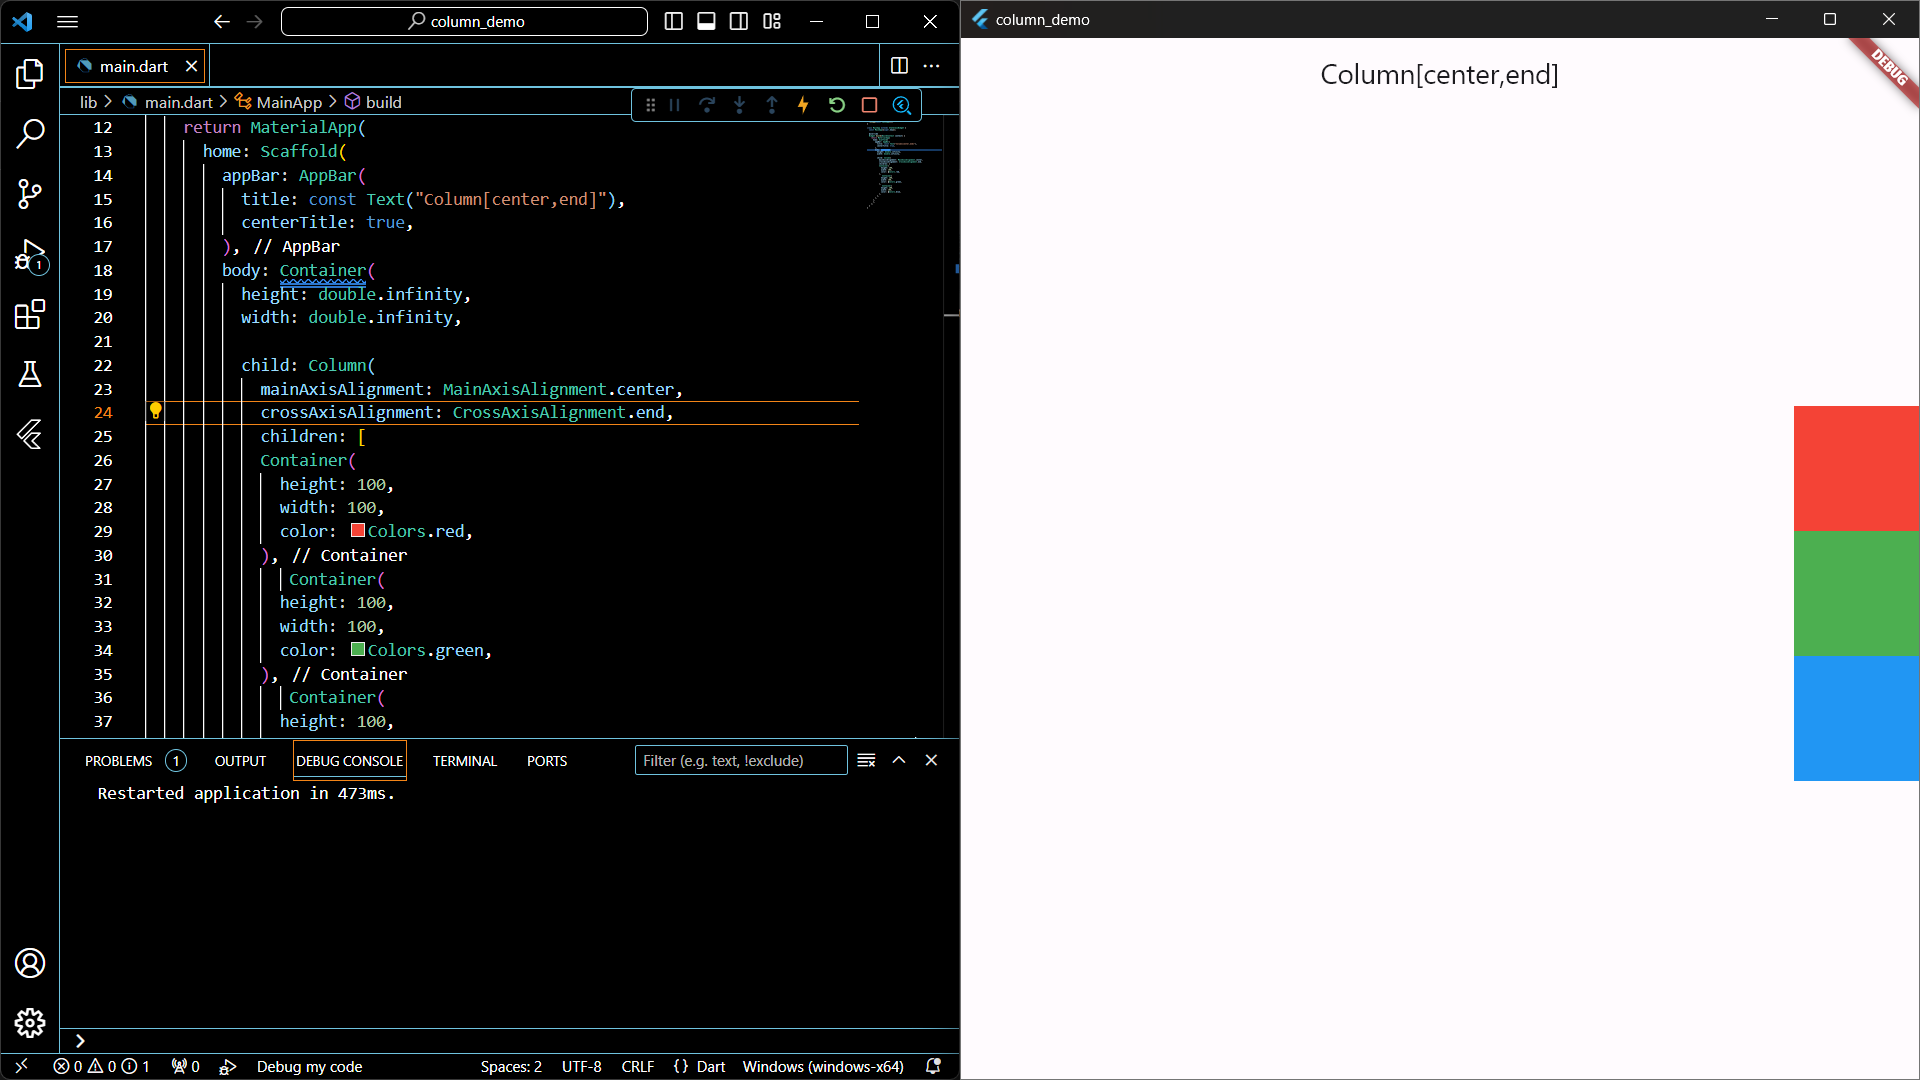 column_demo
main.dart
lib > main.dart > MainApp > build
12 return MaterialApp(
13 home: Scaffold(
14 appBar: AppBar(
15 title: const Text("Column[center,end]"),
16 centerTitle: true,
17 ), // AppBar
18 body: Container(
19 height: double.infinity,
20 width: double.infinity,
21
22 child: Column(
23 mainAxisAlignment: MainAxisAlignment.center,
24 crossAxisAlignment: CrossAxisAlignment.end,
25 children: [
26 Container(
27 height: 100,
28 width: 100,
29 color: Colors.red,
30 ), // Container
31 Container(
32 height: 100,
33 width: 100,
34 color: Colors.green,
35 ), // Container
36 Container(
37 height: 100,
1
PROBLEMS 1 OUTPUT DEBUG CONSOLE TERMINAL PORTS Filter (e.g. text, !exclude)
Restarted application in 473ms.
0 0 1 0 Debug my code Spaces: 2 UTF-8 CRLF {} Dart Windows (windows-x64)
column_demo
Column[center,end]
DEBUG